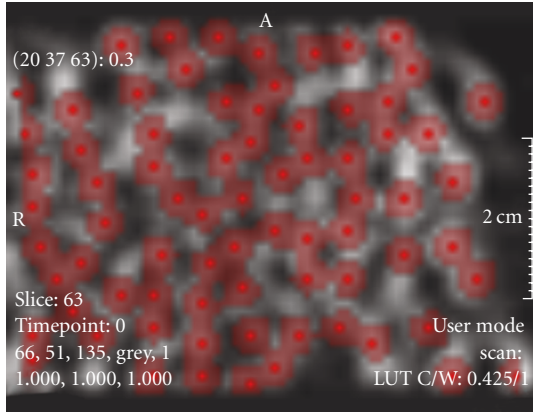 A
(20 37 63): 0.3
R
2 cm
Slice: 63
Timepoint: 0
66, 51, 135, grey, 1
1.000, 1.000, 1.000
User mode
scan:
LUT C/W: 0.425/1